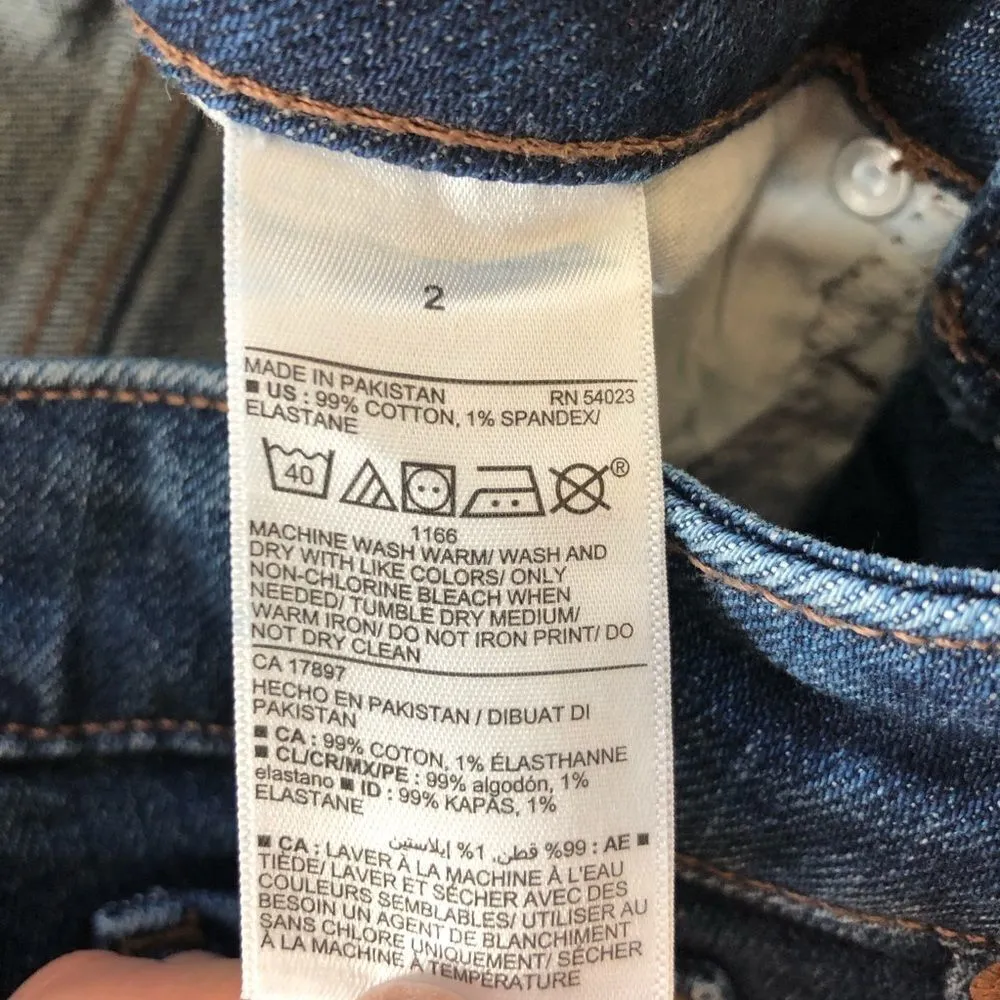 2
MADE IN PAKISTAN RN 54023
■ US : 99% COTTON, 1% SPANDEX/
ELASTANE
40 ®
1166
MACHINE WASH WARM/ WASH AND
DRY WITH LIKE COLORS/ ONLY
NON-CHLORINE BLEACH WHEN
NEEDED/ TUMBLE DRY MEDIUM/
WARM IRON/ DO NOT IRON PRINT/ DO
NOT DRY CLEAN
CA 17897
HECHO EN PAKISTAN / DIBUAT DI
PAKISTAN
■ CA : 99% COTON, 1% ÉLASTHANNE
■ CL/CR/MX/PE : 99% algodón, 1%
elastano ■ ID : 99% KAPAS, 1%
ELASTANE
■ AE : 99% قطن, 1% إيلاستين
■ CA : LAVER À LA MACHINE À L'EAU
TIÈDE/ LAVER ET SÉCHER AVEC DES
COULEURS SEMBLABLES/ UTILISER AU
BESOIN UN AGENT DE BLANCHIMENT
SANS CHLORE UNIQUEMENT/ SÉCHER
À LA MACHINE À TEMPÉRATURE